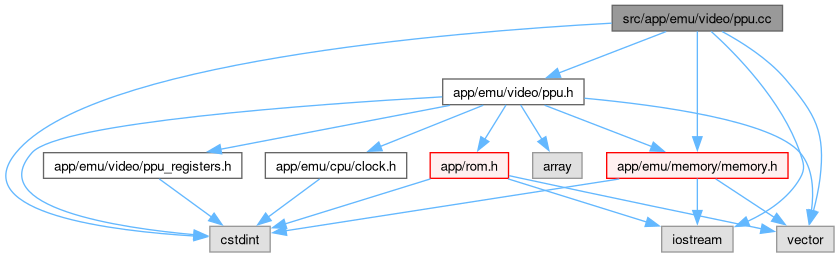 src/app/emu/video/ppu.cc
app/emu/video/ppu.h
app/emu/video/ppu_registers.h
app/emu/cpu/clock.h
app/rom.h
array
app/emu/memory/memory.h
cstdint
iostream
vector